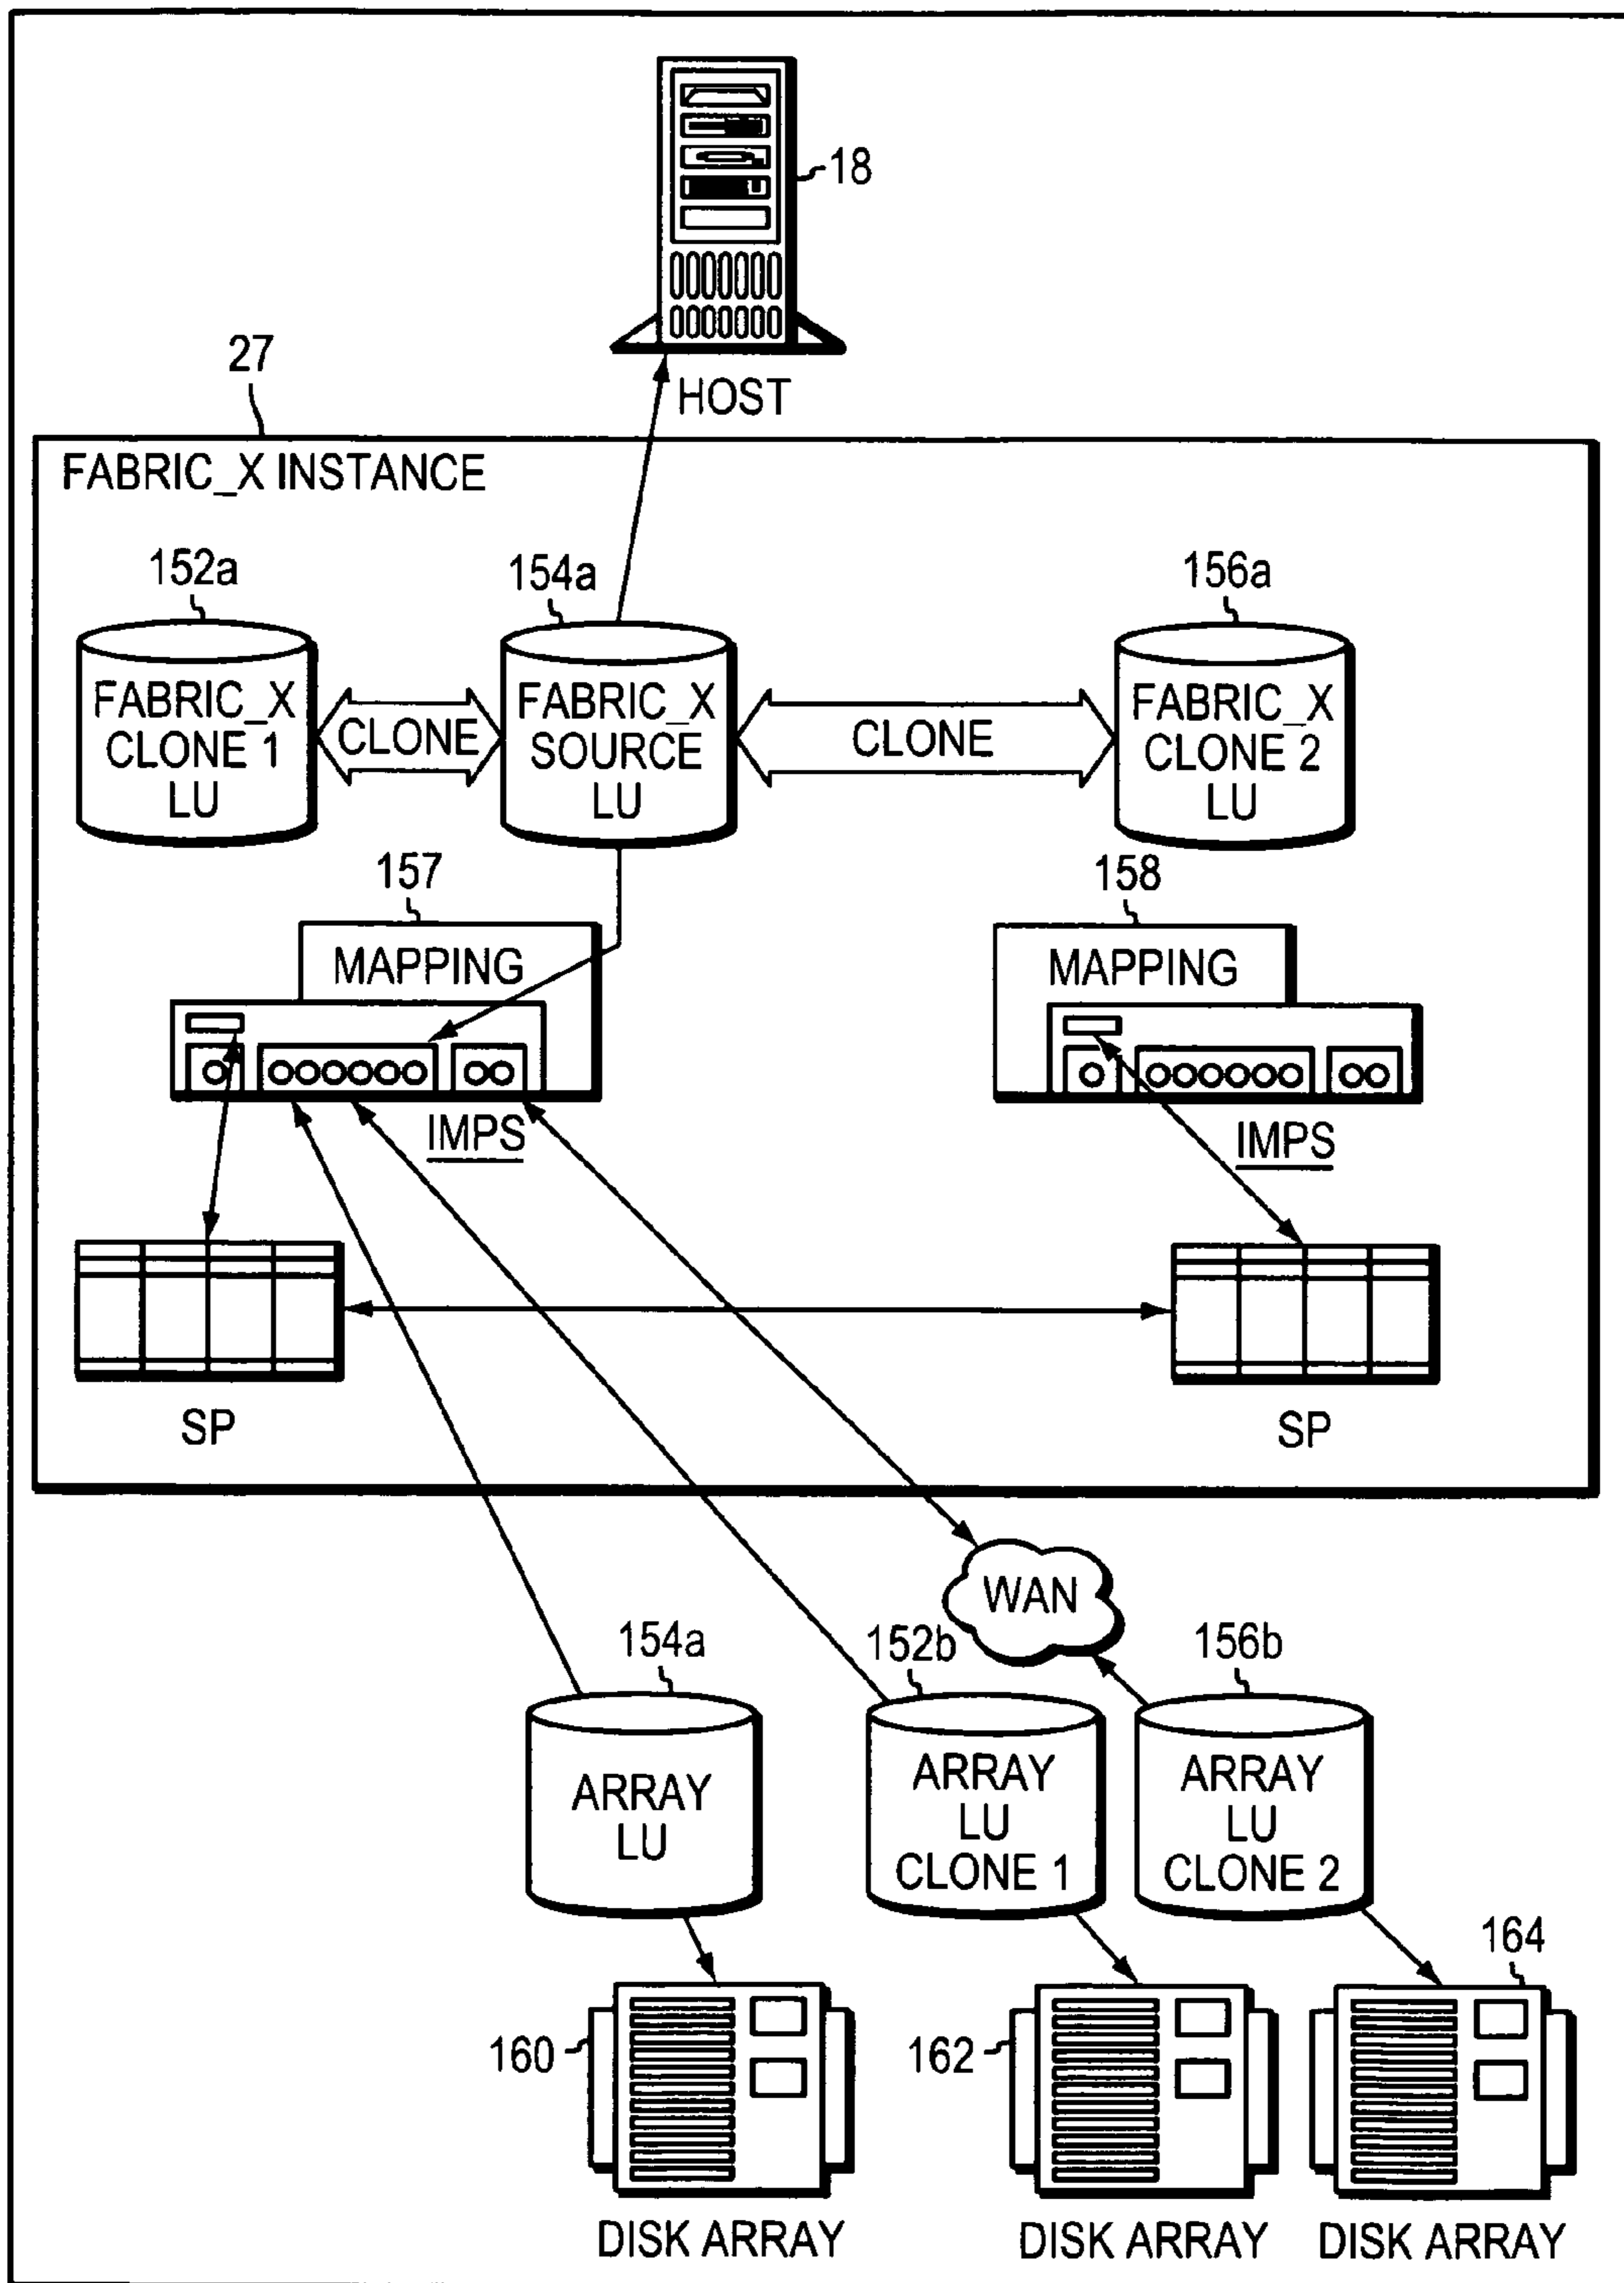 18
HOST
27
FABRIC_X INSTANCE
152a
154a
156a
FABRIC_X
CLONE 1
LU
CLONE
FABRIC_X
SOURCE
LU
CLONE
FABRIC_X
CLONE 2
LU
157
158
MAPPING
MAPPING
IMPS
IMPS
SP
SP
WAN
154a
152b
156b
ARRAY
LU
ARRAY
LU
CLONE 1
ARRAY
LU
CLONE 2
164
160
162
DISK ARRAY
DISK ARRAY
DISK ARRAY